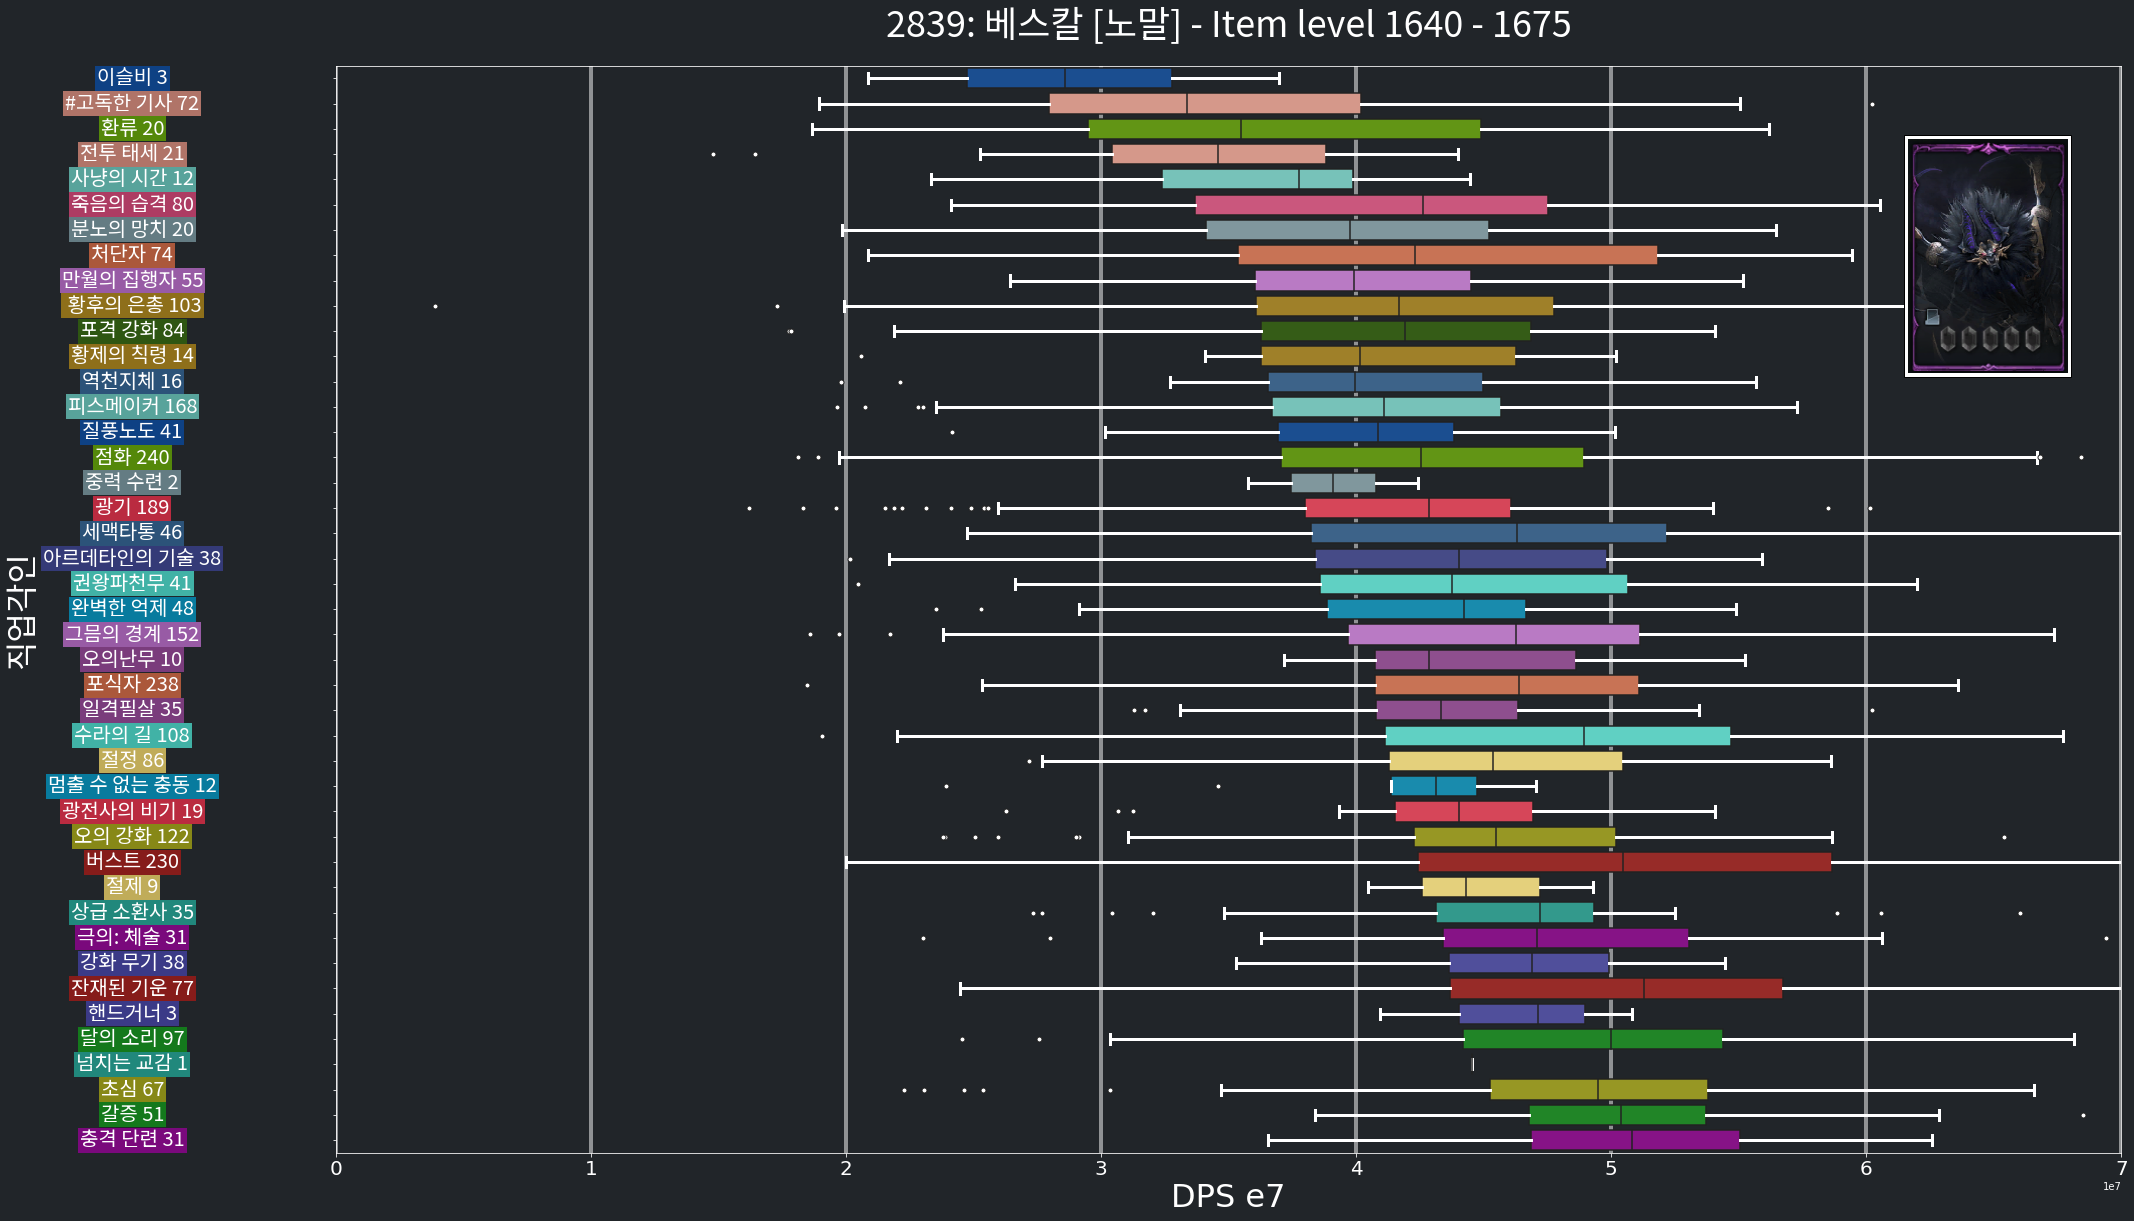 2839: 베스칼 [노말] - Item level 1640 - 1675
이슬비 3
#고독한 기사 72
환류 20
전투 태세 21
사냥의 시간 12
죽음의 습격 80
분노의 망치 20
처단자 74
만월의 집행자 55
황후의 은총 103
포격 강화 84
황제의 칙령 14
역천지체 16
피스메이커 168
질풍노도 41
점화 240
중력 수련 2
광기 189
세맥타통 46
아르데타인의 기술 38
권왕파천무 41
완벽한 억제 48
그믐의 경계 152
오의난무 10
포식자 238
일격필살 35
수라의 길 108
절정 86
멈출 수 없는 충동 12
광전사의 비기 19
오의 강화 122
버스트 230
절제 9
상급 소환사 35
극의: 체술 31
강화 무기 38
잔재된 기운 77
핸드거너 3
달의 소리 97
넘치는 교감 1
초심 67
갈증 51
충격 단련 31
직업각인
0 1 2 3 4 5 6 7
1e7
DPS e7